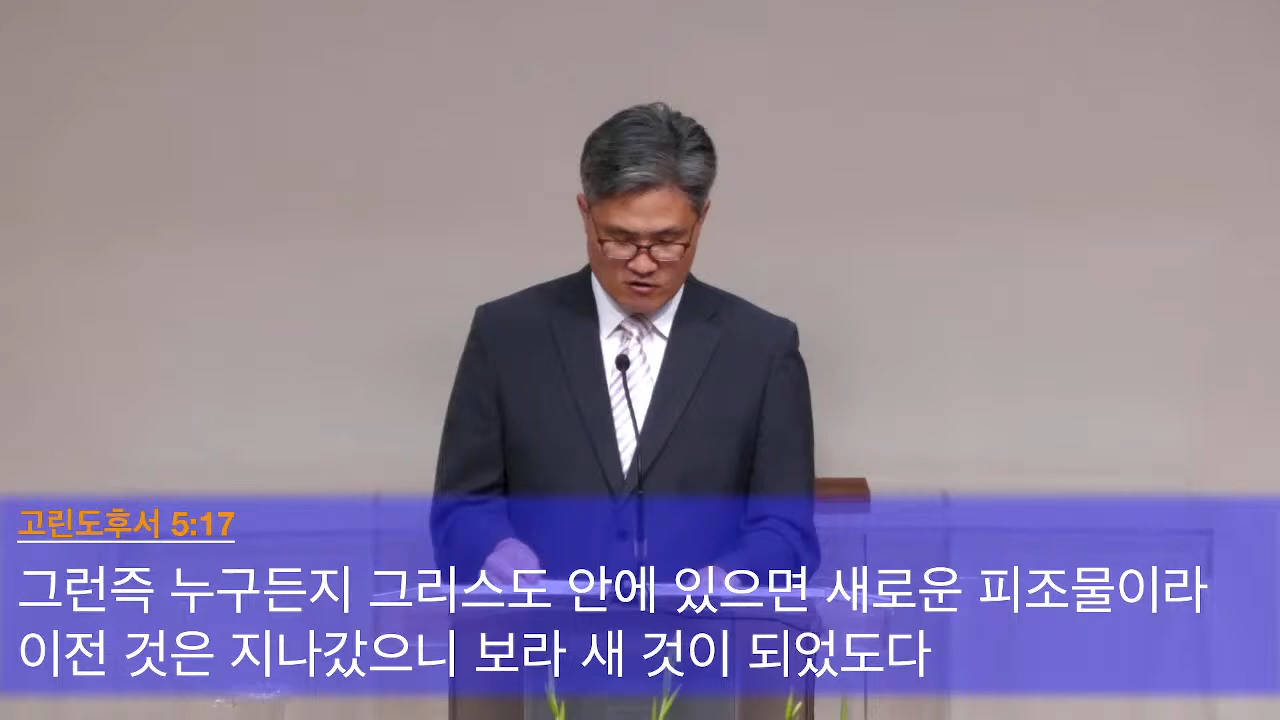 고린도후서 5:17
그런즉 누구든지 그리스도 안에 있으면 새로운 피조물이라
이전 것은 지나갔으니 보라 새 것이 되었도다